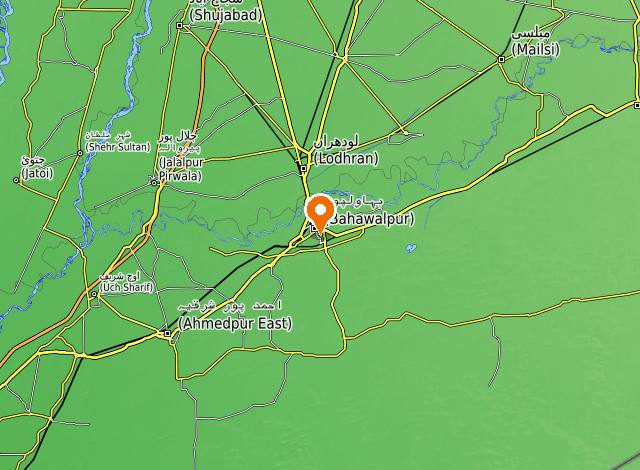 (Shujabad)
میلسی
(Mailsi)
لودھراں
(Lodhran)
جلال پور
پیروالہ
(Jalalpur
Pirwala)
شہر سلطان
(Shehr Sultan)
جتوئی
(Jatoi)
(Bahawalpur)
اوچ شریف
(Uch Sharif)
احمد پور شرقیہ
(Ahmedpur East)